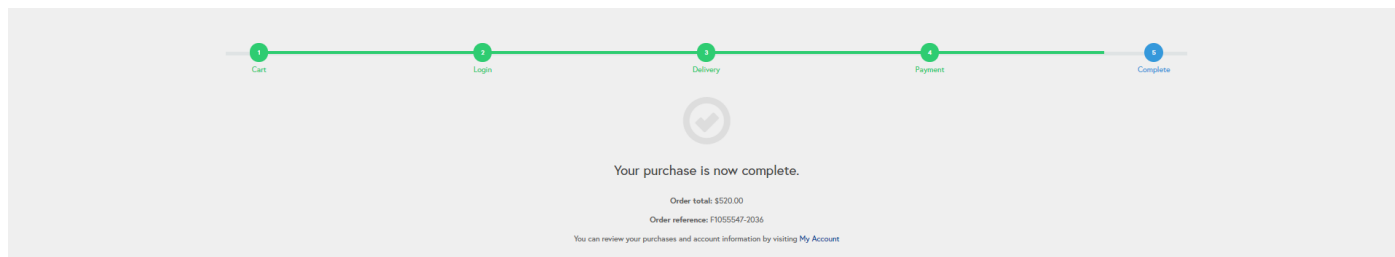 1 2 3 4 5
Cart Login Delivery Payment Complete
Your purchase is now complete.
Order total: $520.00
Order reference: F1055547-2036
You can review your purchases and account information by visiting My Account